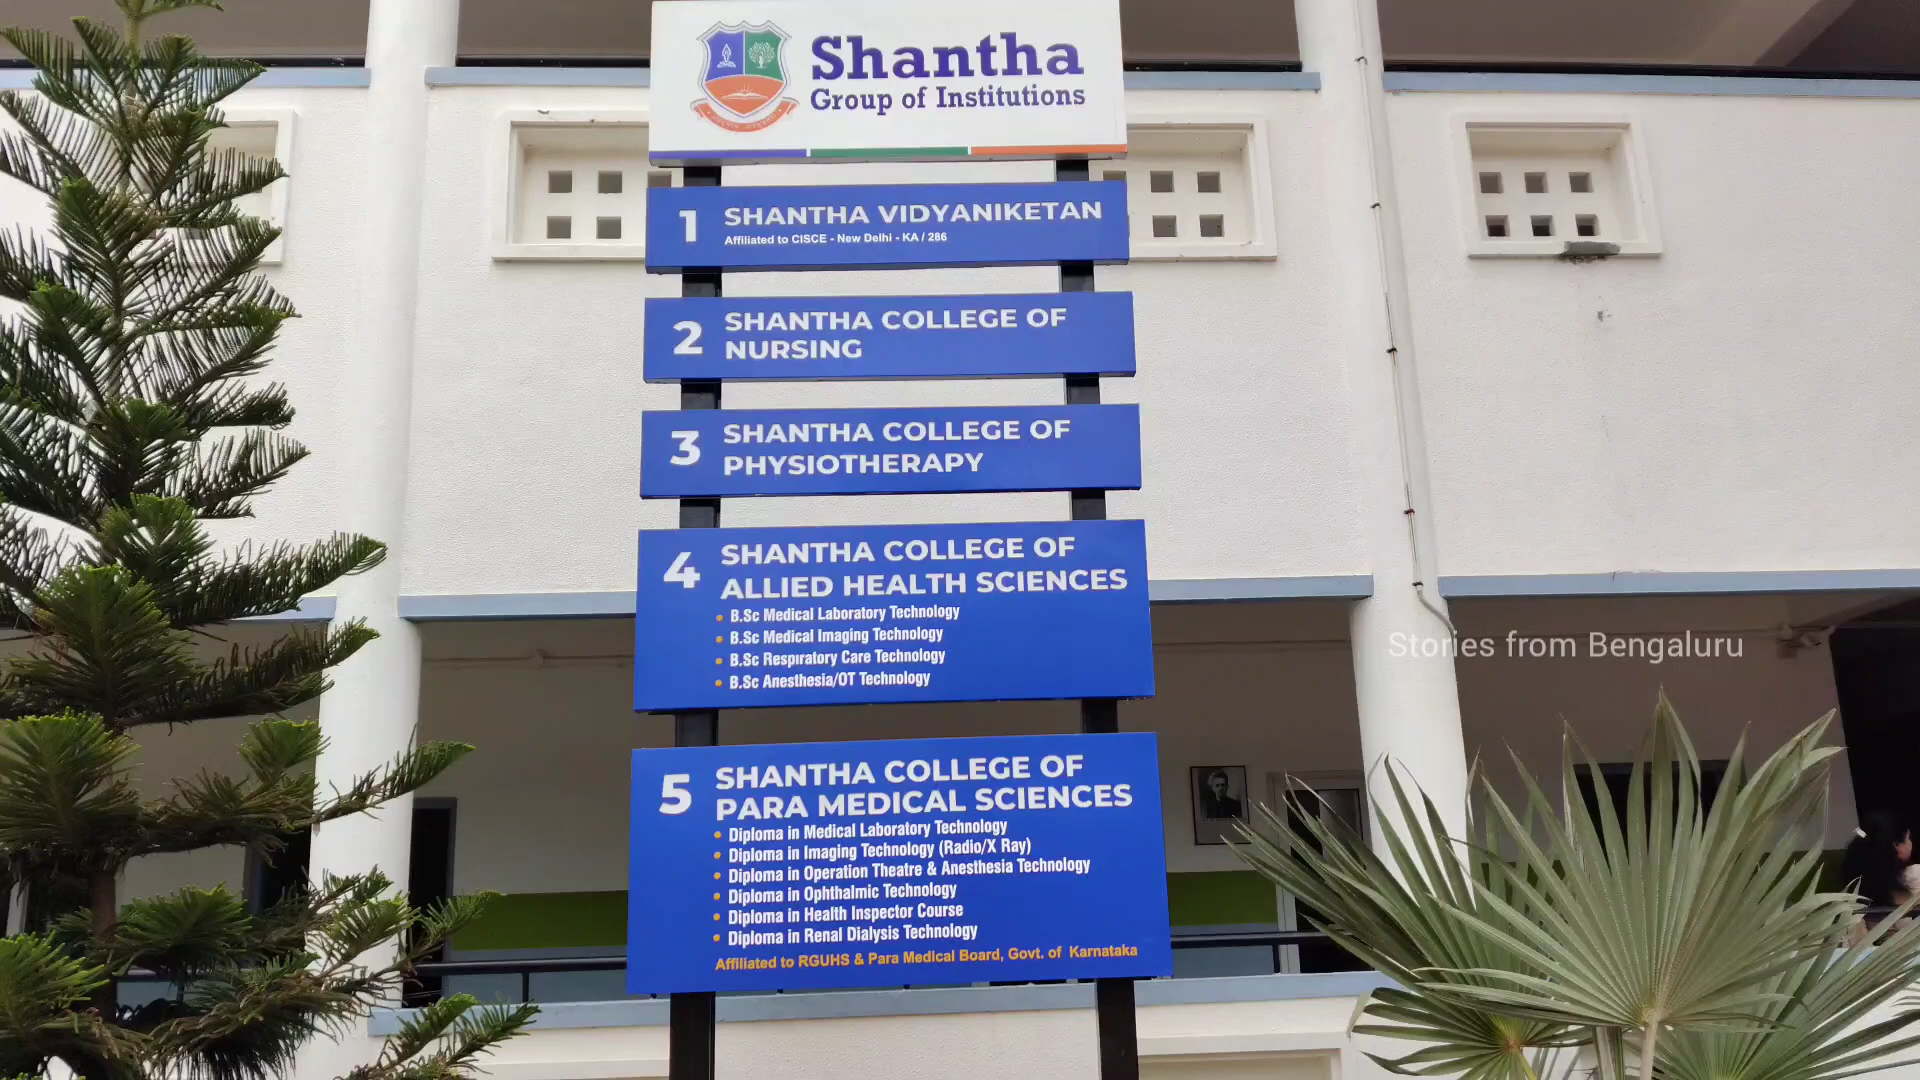 Shantha
Group of Institutions
1 SHANTHA VIDYANIKETAN
Affiliated to CISCE - New Delhi - KA / 286
2 SHANTHA COLLEGE OF
NURSING
3 SHANTHA COLLEGE OF
PHYSIOTHERAPY
4 SHANTHA COLLEGE OF
ALLIED HEALTH SCIENCES
• B.Sc Medical Laboratory Technology
• B.Sc Medical Imaging Technology
• B.Sc Respiratory Care Technology
• B.Sc Anesthesia/OT Technology
Stories from Bengaluru
5 SHANTHA COLLEGE OF
PARA MEDICAL SCIENCES
• Diploma in Medical Laboratory Technology
• Diploma in Imaging Technology (Radio/X Ray)
• Diploma in Operation Theatre & Anesthesia Technology
• Diploma in Ophthalmic Technology
• Diploma in Health Inspector Course
• Diploma in Renal Dialysis Technology
Affiliated to RGUHS & Para Medical Board, Govt. of Karnataka